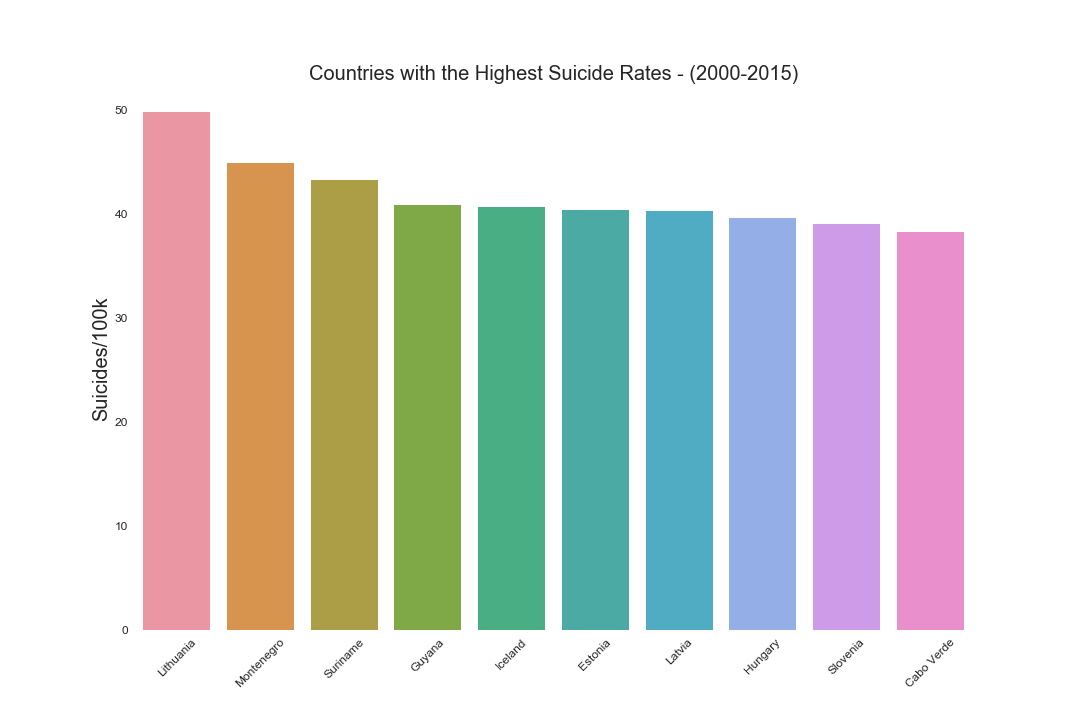 Countries with the Highest Suicide Rates - (2000-2015)
Suicides/100k
50
40
30
20
10
0
Lithuania
Montenegro
Suriname
Guyana
Iceland
Estonia
Latvia
Hungary
Slovenia
Cabo Verde